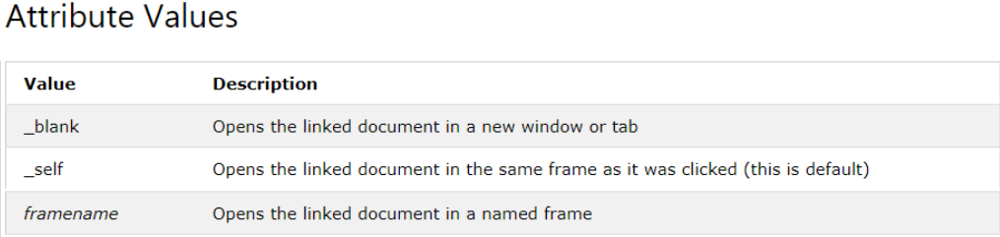 Attribute Values
Value Description
_blank Opens the linked document in a new window or tab
_self Opens the linked document in the same frame as it was clicked (this is default)
framename Opens the linked document in a named frame